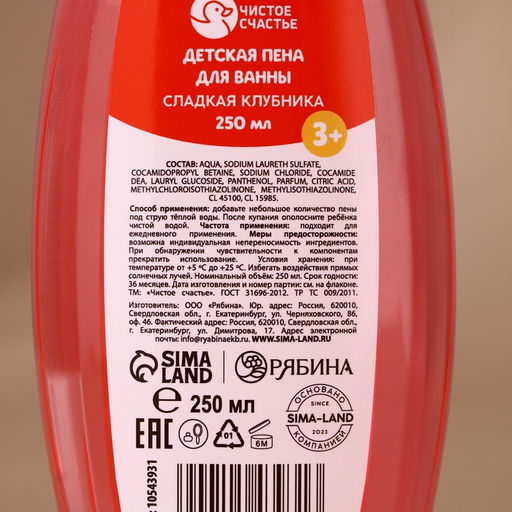 ЧИСТОЕ
СЧАСТЬЕ
ДЕТСКАЯ ПЕНА
ДЛЯ ВАННЫ
СЛАДКАЯ КЛУБНИКА
250 мл
3+
СОСТАВ: AQUA, SODIUM LAURETH SULFATE,
COCAMIDOPROPYL BETAINE, SODIUM CHLORIDE, COCAMIDE
DEA, LAURYL GLUCOSIDE, PANTHENOL, PARFUM, CITRIC ACID,
METHYLCHLOROISOTHIAZOLINONE, METHYLISOTHIAZOLINONE,
CL 45100, CL 15985.
Способ применения: добавьте небольшое количество пены
под струю тёплой воды. После купания ополосните ребёнка
чистой водой. Частота применения: подходит для
ежедневного применения. Меры предосторожности:
возможна индивидуальная непереносимость ингредиентов.
При обнаружении чувствительности к компонентам
прекратить использование. Условия хранения: при
температуре от +5 °C до +25 °C. Избегать воздействия прямых
солнечных лучей. Номинальный объём: 250 мл. Срок годности:
36 месяцев. Дата изготовления и номер партии: см. на флаконе.
ТМ: «Чистое счастье». ГОСТ 31696-2012. ТР ТС 009/2011.
Изготовитель: ООО «Рябина». Юр. адрес: Россия, 620010,
Свердловская обл., г. Екатеринбург, ул. Черняховского, 86,
оф. 46. Фактический адрес: Россия, 620010, Свердловская обл.,
г. Екатеринбург, ул. Димитрова, 17. Адрес электронной
почты: info@ryabinaekb.ru. WWW.SIMA-LAND.RU
SIMA
LAND
РЯБИНА
℮ 250 мл
ОСНОВАНО
SINCE
SIMA-LAND
2023
КОМПАНИЕЙ
EAC
01
6M
: 10543931